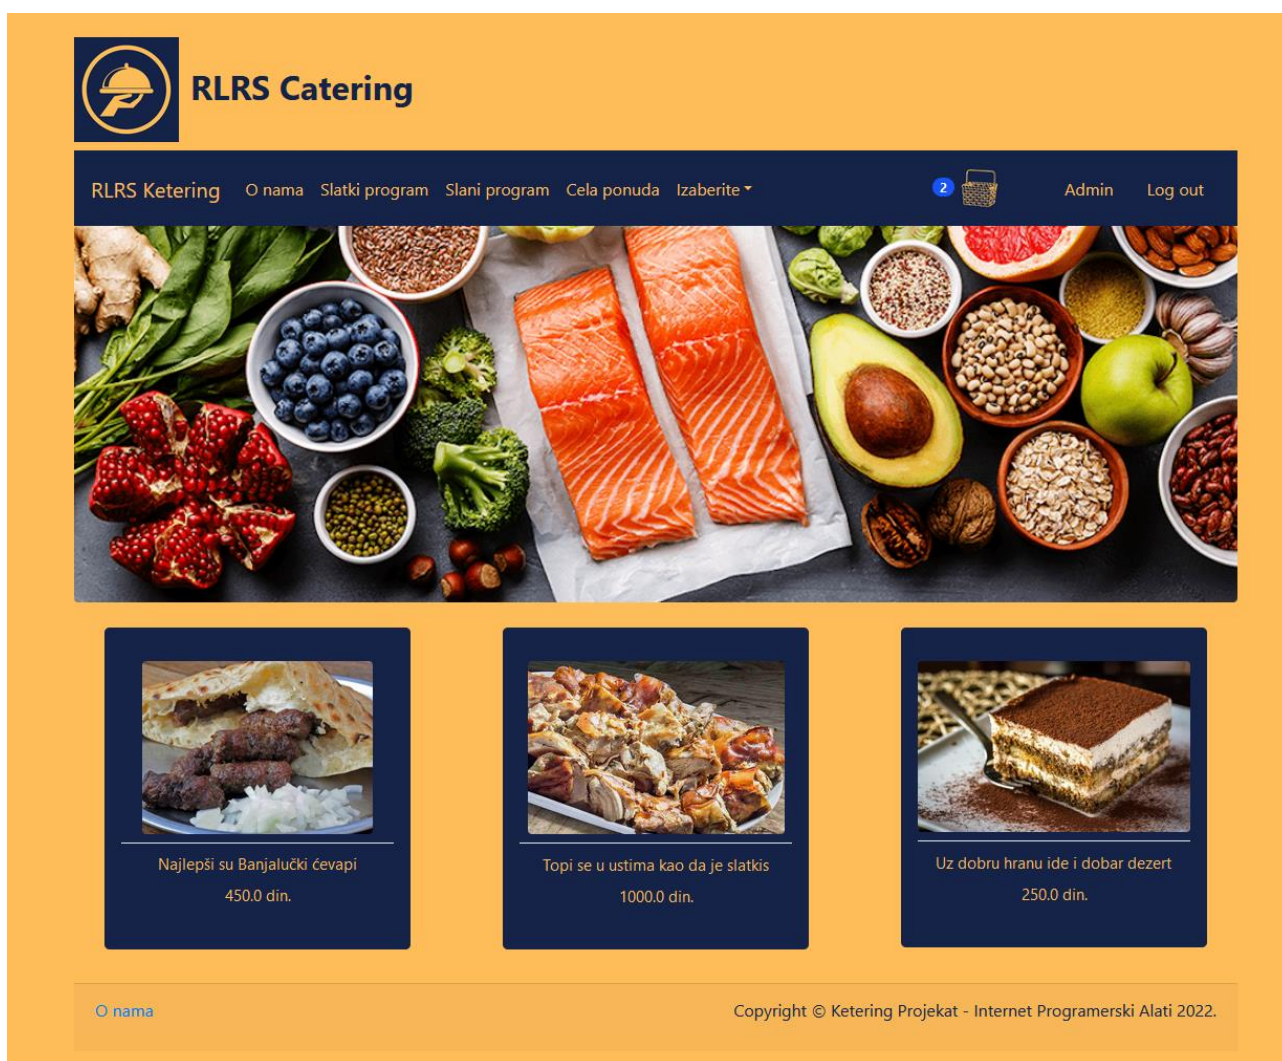 RLRS Catering
RLRS Ketering O nama Slatki program Slani program Cela ponuda Izaberite 2 Admin Log out
Najlepši su Banjalučki ćevapi
450.0 din.
Topi se u ustima kao da je slatkis
1000.0 din.
Uz dobru hranu ide i dobar dezert
250.0 din.
O nama Copyright © Ketering Projekat - Internet Programerski Alati 2022.